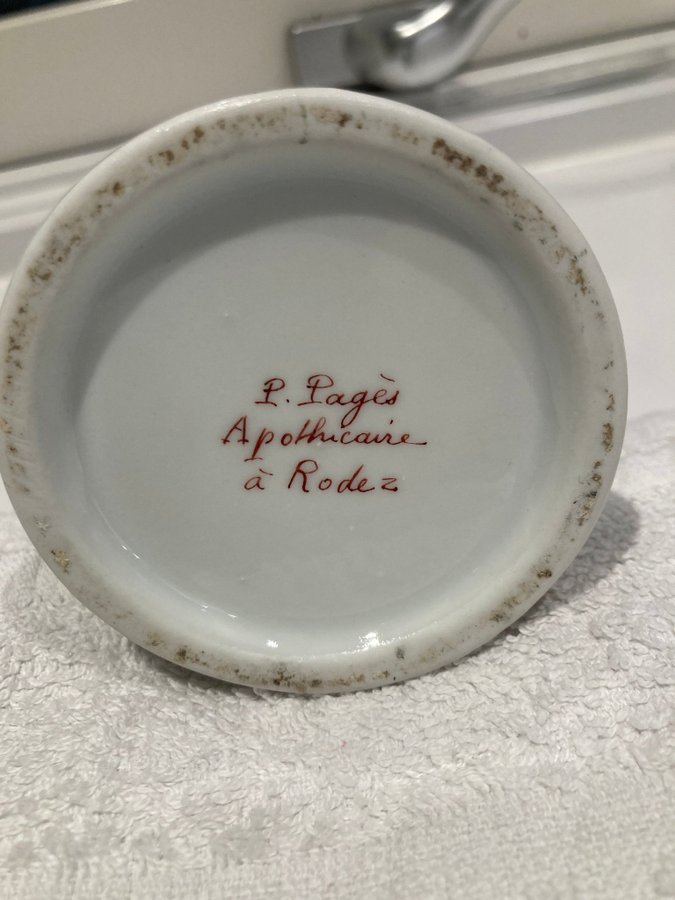 P. Pagès
Apothicaire
à Rodez